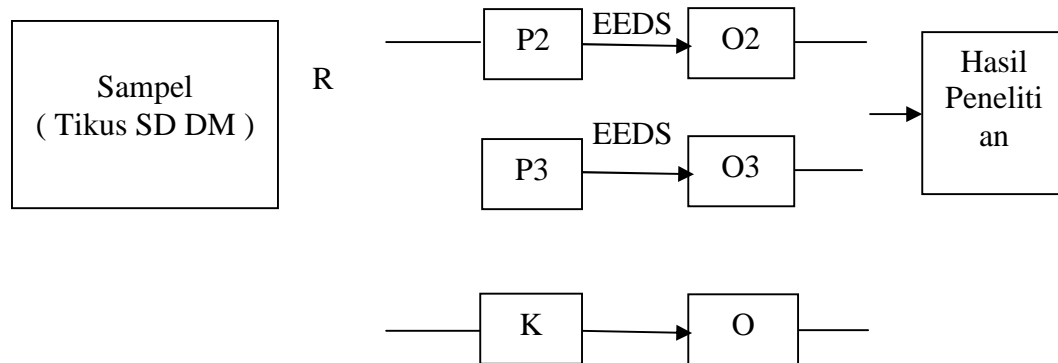 Sampel
( Tikus SD DM )
R
P2
EEDS
O2
P3
EEDS
O3
K
O
Hasil
Peneliti
an